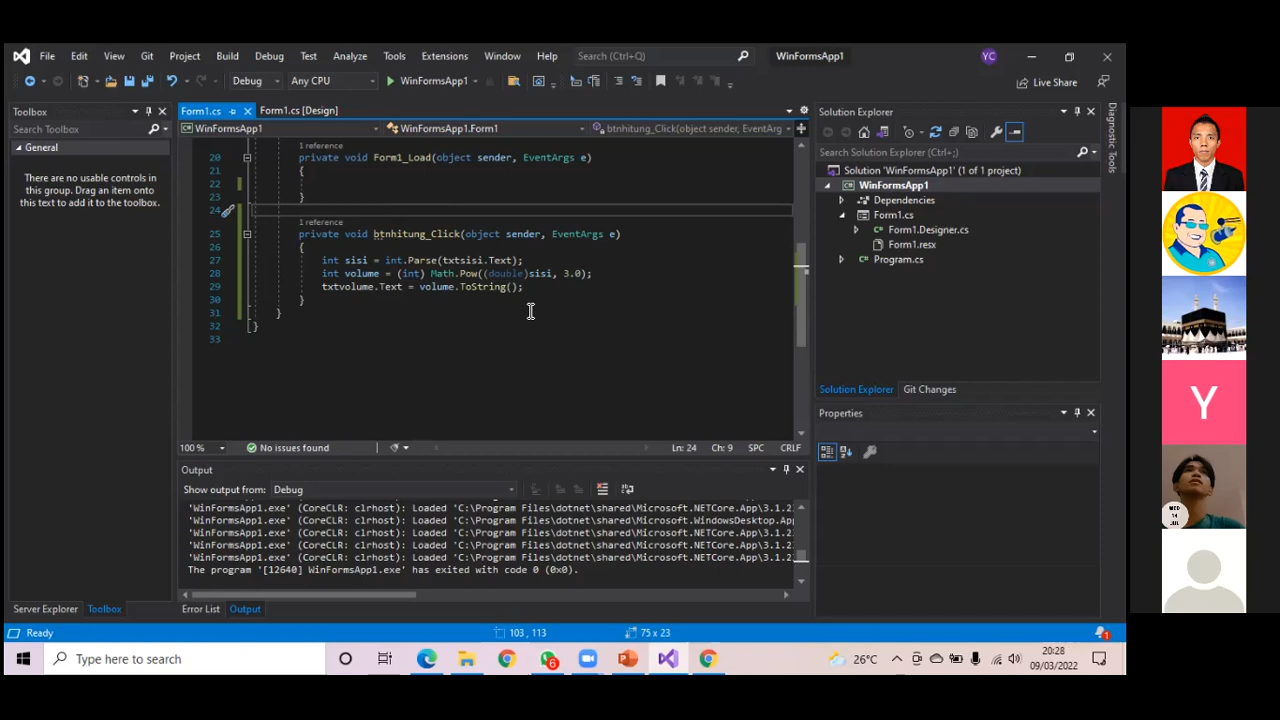 File Edit View Git Project Build Debug Test Analyze Tools Extensions Window Help Search (Ctrl+Q) WinFormsApp1 YC
Debug Any CPU WinFormsApp1 Live Share
Toolbox
Search Toolbox
General
There are no usable controls in
this group. Drag an item onto
this text to add it to the toolbox.
Server Explorer Toolbox
Form1.cs Form1.cs [Design]
WinFormsApp1 WinFormsApp1.Form1 btnhitung_Click(object sender, EventArg
1 reference
20 private void Form1_Load(object sender, EventArgs e)
21 {
22
23 }
24
1 reference
25 private void btnhitung_Click(object sender, EventArgs e)
26 {
27 int sisi = int.Parse(txtsisi.Text);
28 int volume = (int) Math.Pow((double)sisi, 3.0);
29 txtvolume.Text = volume.ToString();
30 }
31 }
32 }
33
100 % No issues found Ln: 24 Ch: 9 SPC CRLF
Output
Show output from: Debug
'WinFormsApp1.exe' (CoreCLR: clrhost): Loaded 'C:\Program Files\dotnet\shared\Microsoft.NETCore.App\3.1.2
'WinFormsApp1.exe' (CoreCLR: clrhost): Loaded 'C:\Program Files\dotnet\shared\Microsoft.WindowsDesktop.Ap
'WinFormsApp1.exe' (CoreCLR: clrhost): Loaded 'C:\Program Files\dotnet\shared\Microsoft.NETCore.App\3.1.2
'WinFormsApp1.exe' (CoreCLR: clrhost): Loaded 'C:\Program Files\dotnet\shared\Microsoft.NETCore.App\3.1.2
'WinFormsApp1.exe' (CoreCLR: clrhost): Loaded 'C:\Program Files\dotnet\shared\Microsoft.NETCore.App\3.1.2
The program '[12640] WinFormsApp1.exe' has exited with code 0 (0x0).
Error List Output
Solution Explorer
Search Solution Explorer (Ctrl+;)
Solution 'WinFormsApp1' (1 of 1 project)
WinFormsApp1
Dependencies
Form1.cs
Form1.Designer.cs
Form1.resx
Program.cs
Solution Explorer Git Changes
Properties
Diagnostic Tools
Ready 103 , 113 75 x 23 1
Type here to search 6 26°C 20:28
09/03/2022
Y
WED
14
JUL